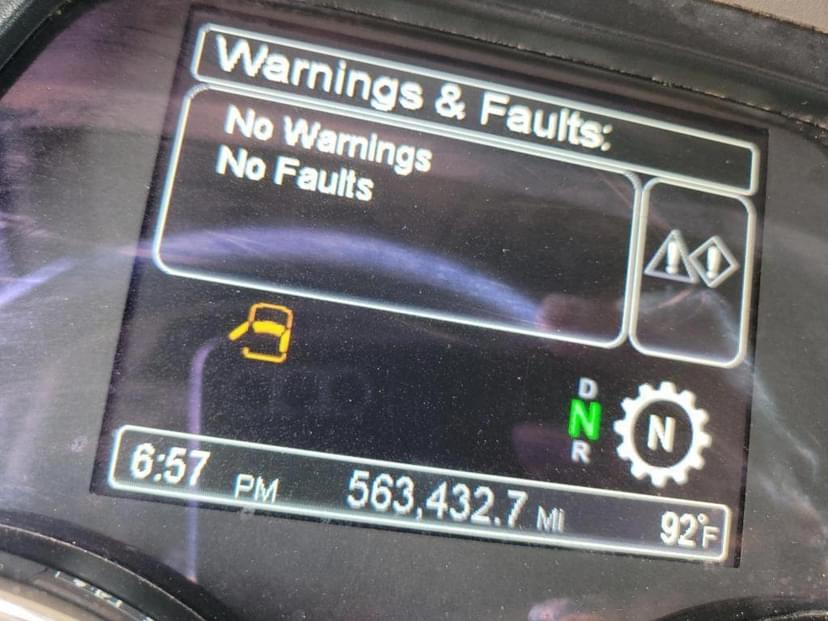 Warnings & Faults:
No Warnings
No Faults
D
N
R
N
6:57 PM 563,432.7 Mi 92°F